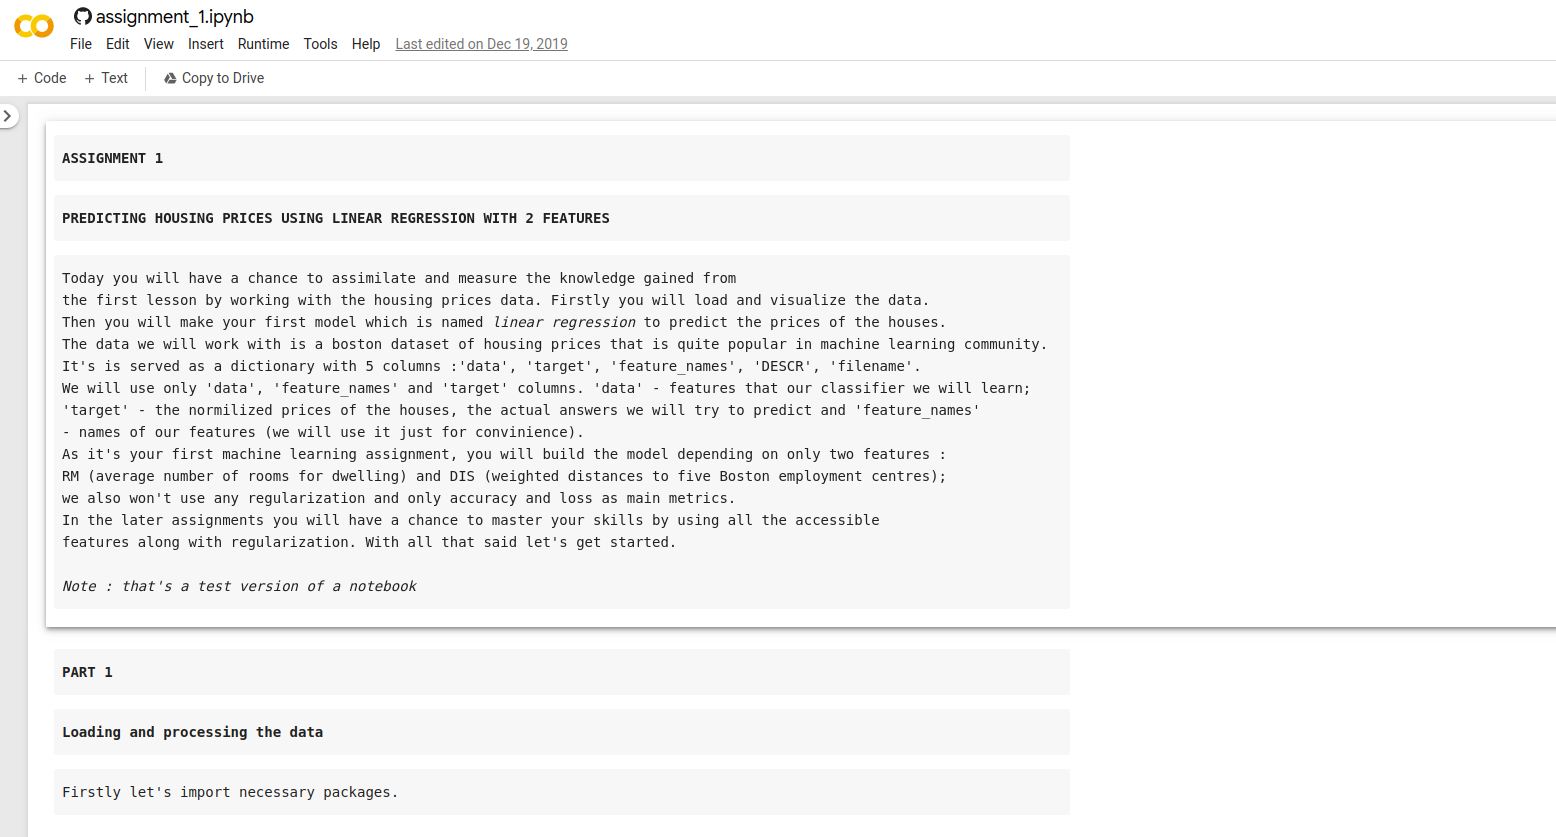 assignment_1.ipynb
File Edit View Insert Runtime Tools Help Last edited on Dec 19, 2019
+ Code + Text Copy to Drive
ASSIGNMENT 1
PREDICTING HOUSING PRICES USING LINEAR REGRESSION WITH 2 FEATURES
Today you will have a chance to assimilate and measure the knowledge gained from
the first lesson by working with the housing prices data. Firstly you will load and visualize the data.
Then you will make your first model which is named linear regression to predict the prices of the houses.
The data we will work with is a boston dataset of housing prices that is quite popular in machine learning community.
It's is served as a dictionary with 5 columns :'data', 'target', 'feature_names', 'DESCR', 'filename'.
We will use only 'data', 'feature_names' and 'target' columns. 'data' - features that our classifier we will learn;
'target' - the normilized prices of the houses, the actual answers we will try to predict and 'feature_names'
- names of our features (we will use it just for convinience).
As it's your first machine learning assignment, you will build the model depending on only two features :
RM (average number of rooms for dwelling) and DIS (weighted distances to five Boston employment centres);
we also won't use any regularization and only accuracy and loss as main metrics.
In the later assignments you will have a chance to master your skills by using all the accessible
features along with regularization. With all that said let's get started.
Note : that's a test version of a notebook
PART 1
Loading and processing the data
Firstly let's import necessary packages.